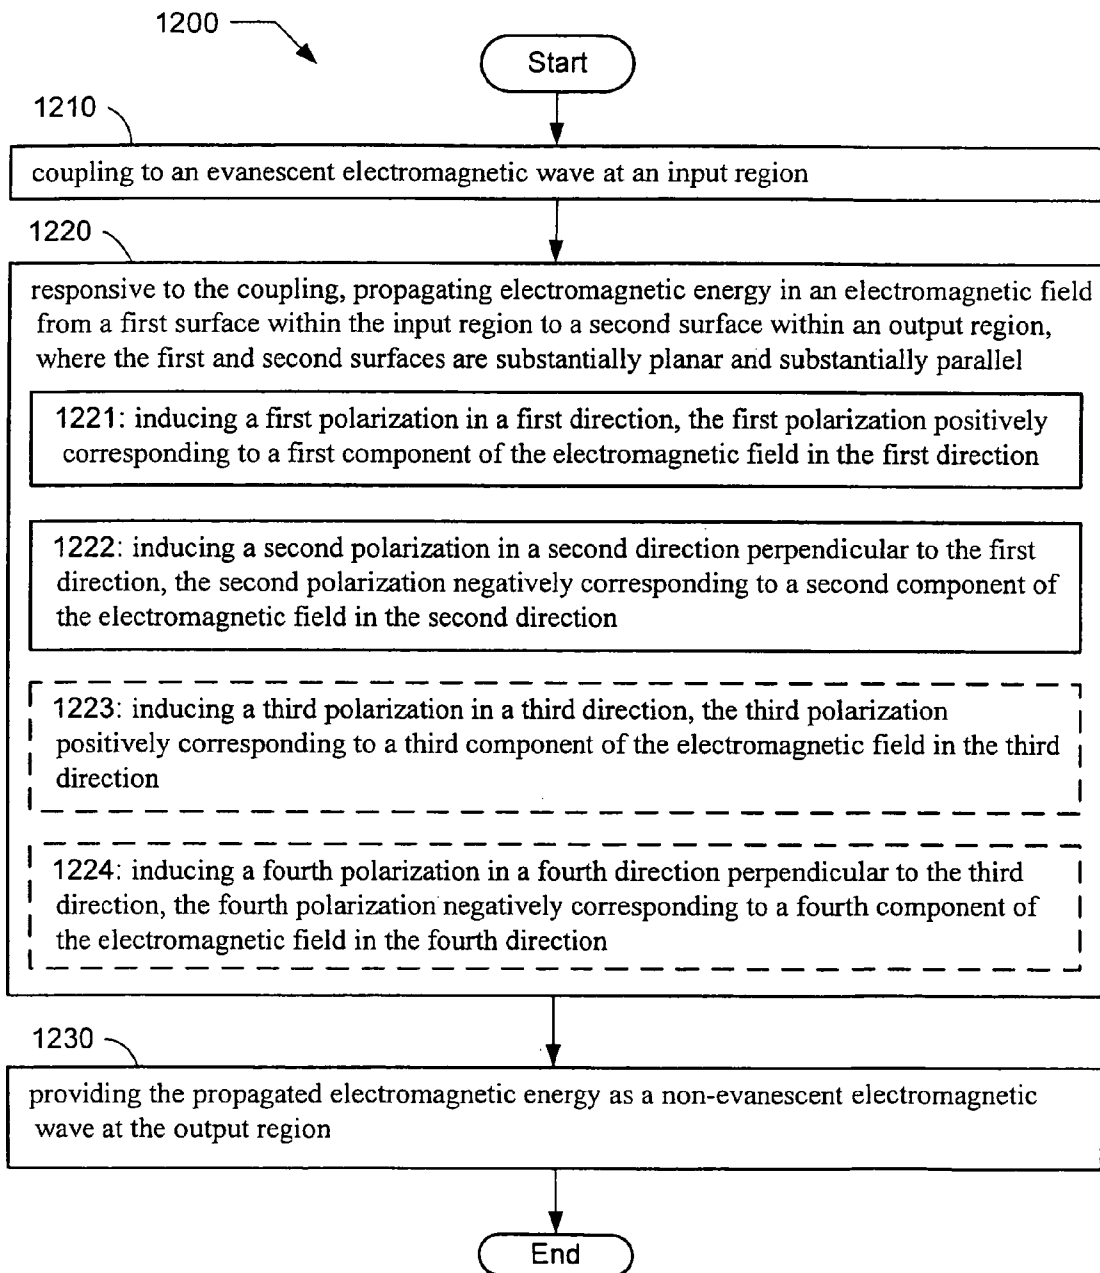 1200
Start
1210
coupling to an evanescent electromagnetic wave at an input region
1220
responsive to the coupling, propagating electromagnetic energy in an electromagnetic field
from a first surface within the input region to a second surface within an output region,
where the first and second surfaces are substantially planar and substantially parallel
1221: inducing a first polarization in a first direction, the first polarization positively
corresponding to a first component of the electromagnetic field in the first direction
1222: inducing a second polarization in a second direction perpendicular to the first
direction, the second polarization negatively corresponding to a second component of
the electromagnetic field in the second direction
1223: inducing a third polarization in a third direction, the third polarization
positively corresponding to a third component of the electromagnetic field in the third
direction
1224: inducing a fourth polarization in a fourth direction perpendicular to the third
direction, the fourth polarization negatively corresponding to a fourth component of
the electromagnetic field in the fourth direction
1230
providing the propagated electromagnetic energy as a non-evanescent electromagnetic
wave at the output region
End